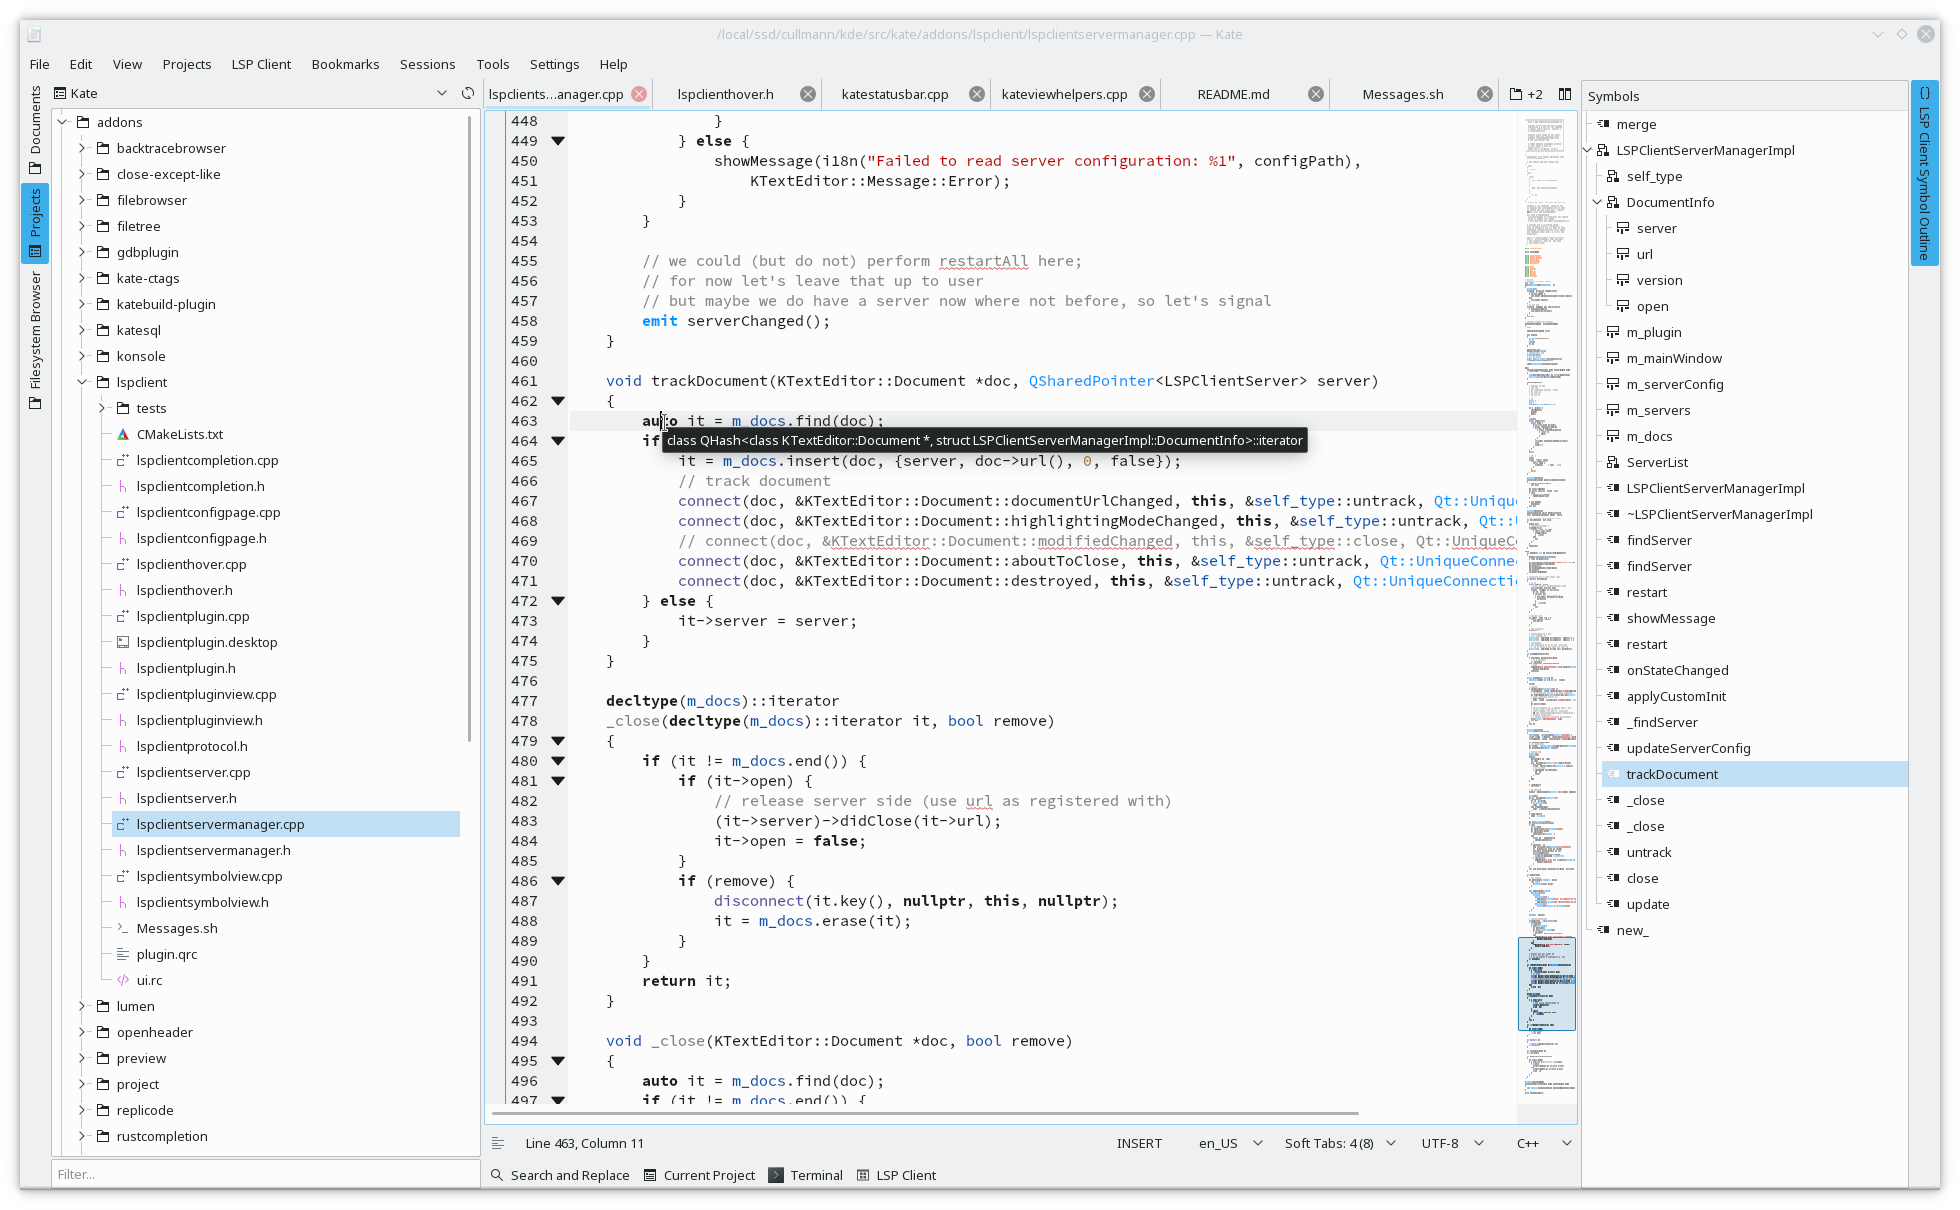 /local/ssd/cullmann/kde/src/kate/addons/lspclient/lspclientservermanager.cpp — Kate
File Edit View Projects LSP Client Bookmarks Sessions Tools Settings Help
Documents
Projects
Filesystem Browser
Kate
addons
backtracebrowser
close-except-like
filebrowser
filetree
gdbplugin
kate-ctags
katebuild-plugin
katesql
konsole
lspclient
tests
CMakeLists.txt
lspclientcompletion.cpp
lspclientcompletion.h
lspclientconfigpage.cpp
lspclientconfigpage.h
lspclienthover.cpp
lspclienthover.h
lspclientplugin.cpp
lspclientplugin.desktop
lspclientplugin.h
lspclientpluginview.cpp
lspclientpluginview.h
lspclientprotocol.h
lspclientserver.cpp
lspclientserver.h
lspclientservermanager.cpp
lspclientservermanager.h
lspclientsymbolview.cpp
lspclientsymbolview.h
Messages.sh
plugin.qrc
ui.rc
lumen
openheader
preview
project
replicode
rustcompletion
Filter...
lspclients…anager.cpp lspclienthover.h katestatusbar.cpp kateviewhelpers.cpp README.md Messages.sh +2
448 }
449 } else {
450 showMessage(i18n("Failed to read server configuration: %1", configPath),
451 KTextEditor::Message::Error);
452 }
453 }
454
455 // we could (but do not) perform restartAll here;
456 // for now let's leave that up to user
457 // but maybe we do have a server now where not before, so let's signal
458 emit serverChanged();
459 }
460
461 void trackDocument(KTextEditor::Document *doc, QSharedPointer<LSPClientServer> server)
462 {
463 auto it = m_docs.find(doc);
464 if
class QHash<class KTextEditor::Document *, struct LSPClientServerManagerImpl::DocumentInfo>::iterator
465 it = m_docs.insert(doc, {server, doc->url(), 0, false});
466 // track document
467 connect(doc, &KTextEditor::Document::documentUrlChanged, this, &self_type::untrack, Qt::Unique
468 connect(doc, &KTextEditor::Document::highlightingModeChanged, this, &self_type::untrack, Qt::U
469 // connect(doc, &KTextEditor::Document::modifiedChanged, this, &self_type::close, Qt::UniqueC
470 connect(doc, &KTextEditor::Document::aboutToClose, this, &self_type::untrack, Qt::UniqueConne
471 connect(doc, &KTextEditor::Document::destroyed, this, &self_type::untrack, Qt::UniqueConnecti
472 } else {
473 it->server = server;
474 }
475 }
476
477 decltype(m_docs)::iterator
478 _close(decltype(m_docs)::iterator it, bool remove)
479 {
480 if (it != m_docs.end()) {
481 if (it->open) {
482 // release server side (use url as registered with)
483 (it->server)->didClose(it->url);
484 it->open = false;
485 }
486 if (remove) {
487 disconnect(it.key(), nullptr, this, nullptr);
488 it = m_docs.erase(it);
489 }
490 }
491 return it;
492 }
493
494 void _close(KTextEditor::Document *doc, bool remove)
495 {
496 auto it = m_docs.find(doc);
497 if (it != m_docs.end()) {
Line 463, Column 11 INSERT en_US Soft Tabs: 4 (8) UTF-8 C++
Search and Replace Current Project Terminal LSP Client
Symbols
merge
LSPClientServerManagerImpl
self_type
DocumentInfo
server
url
version
open
m_plugin
m_mainWindow
m_serverConfig
m_servers
m_docs
ServerList
LSPClientServerManagerImpl
~LSPClientServerManagerImpl
findServer
findServer
restart
showMessage
restart
onStateChanged
applyCustomInit
_findServer
updateServerConfig
trackDocument
_close
_close
untrack
close
update
new_
{} LSP Client Symbol Outline